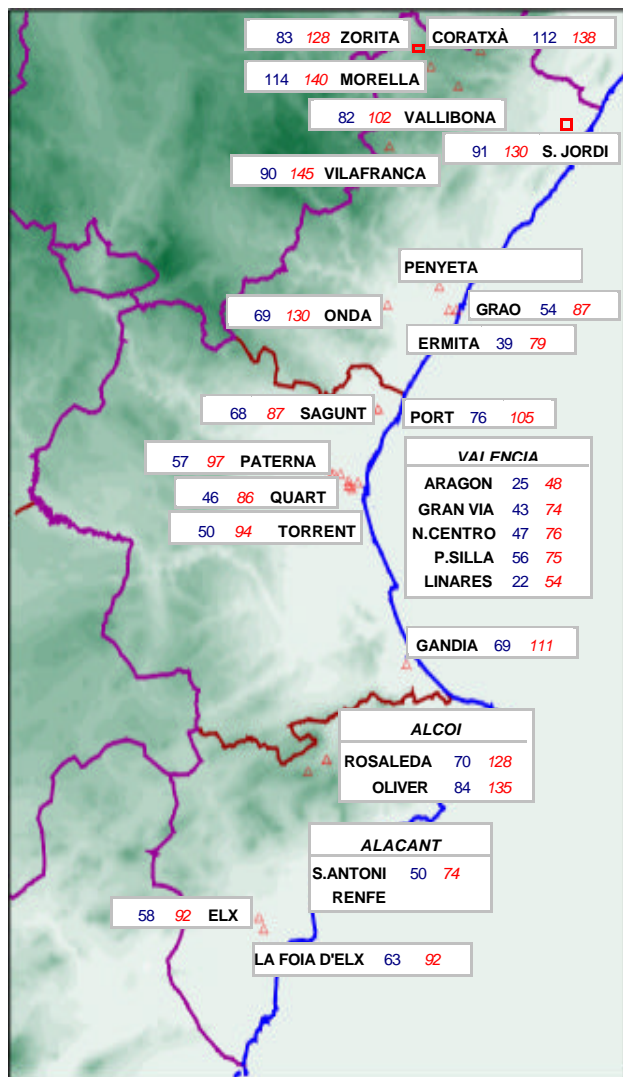 83 128 ZORITA
CORATXÀ 112 138
114 140 MORELLA
82 102 VALLIBONA
91 130 S. JORDI
90 145 VILAFRANCA
PENYETA
69 130 ONDA
GRAO 54 87
ERMITA 39 79
68 87 SAGUNT
PORT 76 105
57 97 PATERNA
46 86 QUART
50 94 TORRENT
VALENCIA
ARAGON 25 48
GRAN VIA 43 74
N.CENTRO 47 76
P.SILLA 56 75
LINARES 22 54
GANDIA 69 111
ALCOI
ROSALEDA 70 128
OLIVER 84 135
ALACANT
S.ANTONI 50 74
RENFE
58 92 ELX
LA FOIA D'ELX 63 92